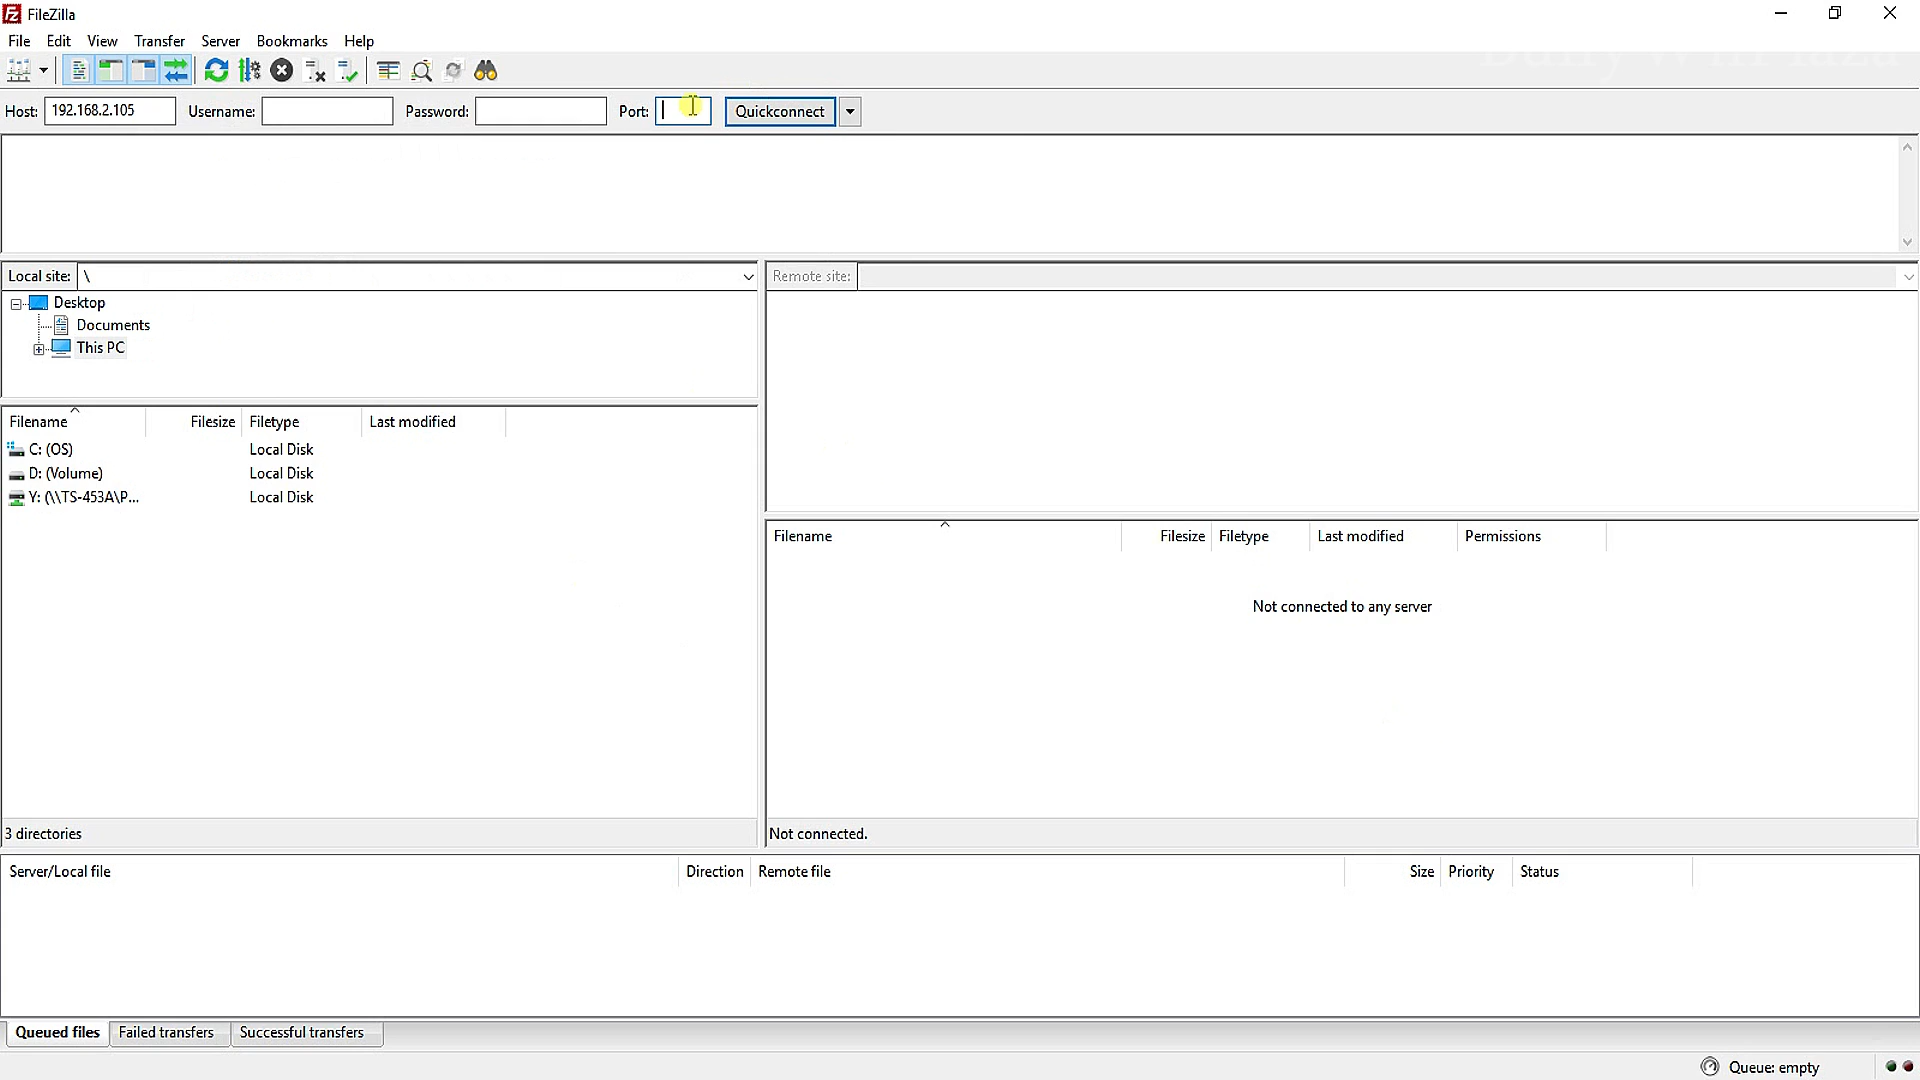 FileZilla
File Edit View Transfer Server Bookmarks Help
Host: 192.168.2.105 Username: Password: Port: Quickconnect
Local site: \
Remote site:
Desktop
Documents
This PC
Filename Filesize Filetype Last modified
C: (OS) Local Disk
D: (Volume) Local Disk
Y: (\\TS-453A\P... Local Disk
3 directories
Filename Filesize Filetype Last modified Permissions
Not connected to any server
Not connected.
Server/Local file Direction Remote file Size Priority Status
Queued files Failed transfers Successful transfers
Queue: empty